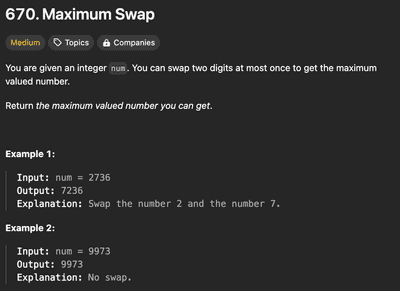 670. Maximum Swap
Medium Topics Companies
You are given an integer num. You can swap two digits at most once to get the maximum
valued number.
Return the maximum valued number you can get.
Example 1:
Input: num = 2736
Output: 7236
Explanation: Swap the number 2 and the number 7.
Example 2:
Input: num = 9973
Output: 9973
Explanation: No swap.